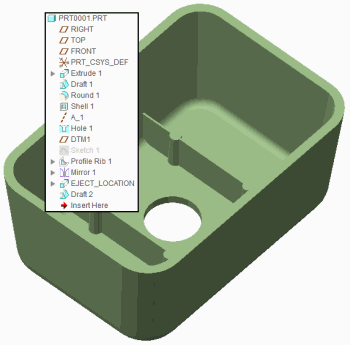 PRT0001.PRT
RIGHT
TOP
FRONT
PRT_CSYS_DEF
Extrude 1
Draft 1
Round 1
Shell 1
A_1
Hole 1
DTM1
Sketch 1
Profile Rib 1
Mirror 1
EJECT_LOCATION
Draft 2
Insert Here